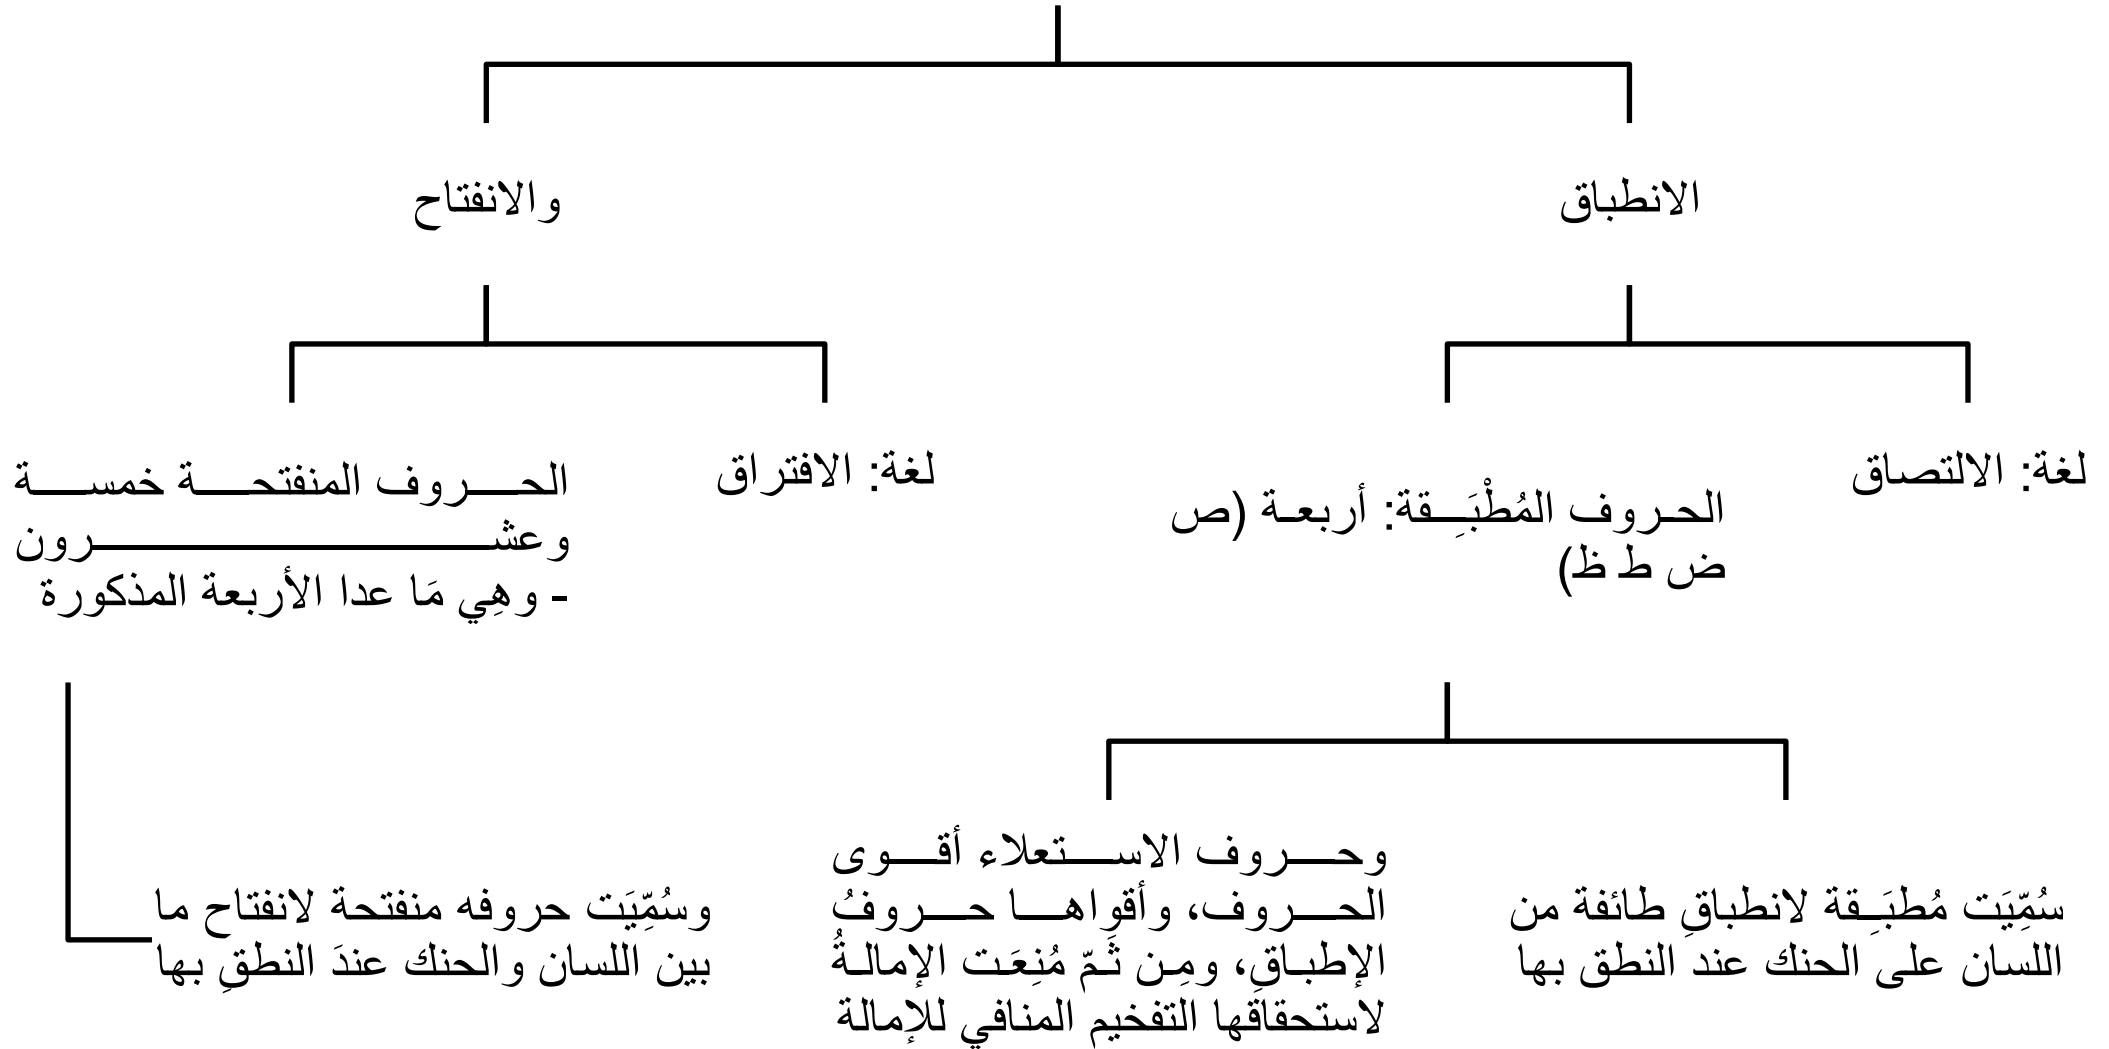 الانطباق
والانفتاح
لغة: الالتصاق
الحروف المُطْبَـِقة: أربعة (ص
ض ط ظ)
لغة: الافتراق
الحروف المنفتحة خمسة
وعشرون
- وهِي مَا عدا الأربعة المذكورة
سُمِّيَت مُطبَـِقة لانطباقِ طائفة من
اللسان على الحنك عند النطق بها
وحروف الاستعلاء أقوى
الحروف، وأقواها حروفُ
الإطباقِ، ومِن ثَمّ مُنِعَت الإمالةُ
لاستحقاقها التفخيم المنافي للإمالة
وسُمِّيَت حروفه منفتحة لانفتاح ما
بين اللسان والحنك عندَ النطقِ بها